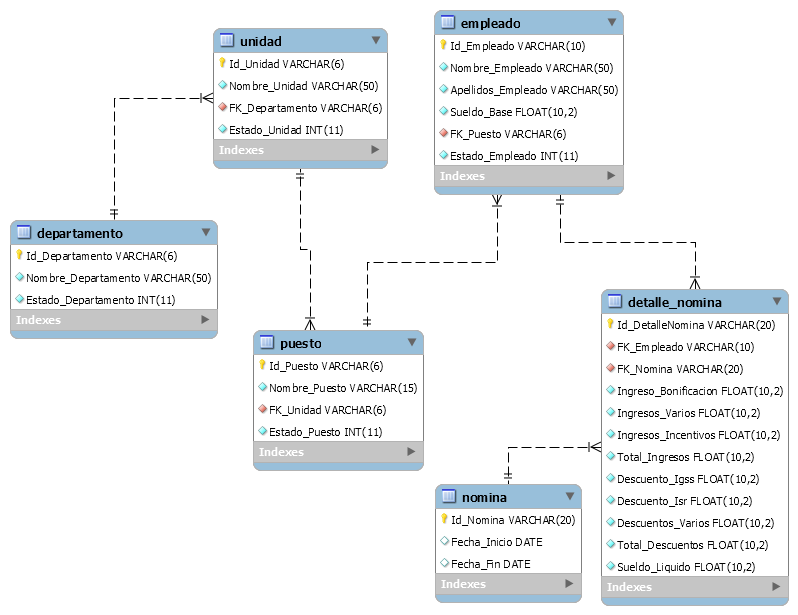 unidad
Id_Unidad VARCHAR(6)
Nombre_Unidad VARCHAR(50)
FK_Departamento VARCHAR(6)
Estado_Unidad INT(11)
Indexes
empleado
Id_Empleado VARCHAR(10)
Nombre_Empleado VARCHAR(50)
Apellidos_Empleado VARCHAR(50)
Sueldo_Base FLOAT(10,2)
FK_Puesto VARCHAR(6)
Estado_Empleado INT(11)
Indexes
departamento
Id_Departamento VARCHAR(6)
Nombre_Departamento VARCHAR(50)
Estado_Departamento INT(11)
Indexes
puesto
Id_Puesto VARCHAR(6)
Nombre_Puesto VARCHAR(15)
FK_Unidad VARCHAR(6)
Estado_Puesto INT(11)
Indexes
detalle_nomina
Id_DetalleNomina VARCHAR(20)
FK_Empleado VARCHAR(10)
FK_Nomina VARCHAR(20)
Ingreso_Bonificacion FLOAT(10,2)
Ingresos_Varios FLOAT(10,2)
Ingresos_Incentivos FLOAT(10,2)
Total_Ingresos FLOAT(10,2)
Descuento_Igss FLOAT(10,2)
Descuento_Isr FLOAT(10,2)
Descuentos_Varios FLOAT(10,2)
Total_Descuentos FLOAT(10,2)
Sueldo_Liquido FLOAT(10,2)
Indexes
nomina
Id_Nomina VARCHAR(20)
Fecha_Inicio DATE
Fecha_Fin DATE
Indexes